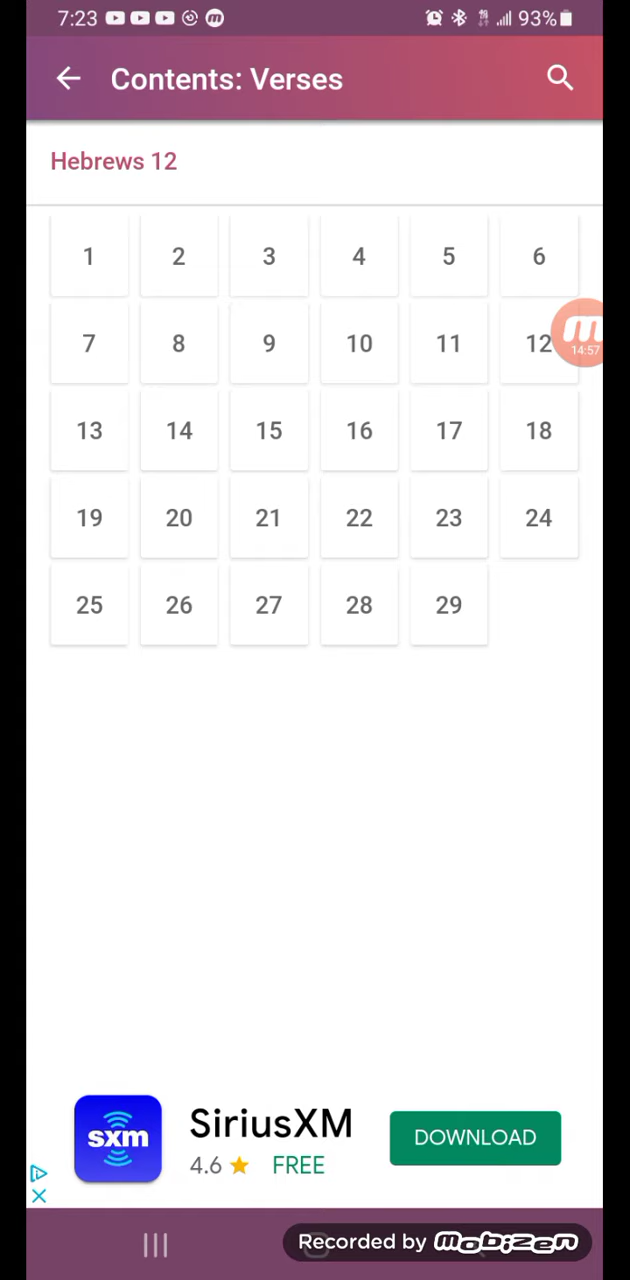 7:23 93%
Contents: Verses
Hebrews 12
1 2 3 4 5 6
7 8 9 10 11 12
14:57
13 14 15 16 17 18
19 20 21 22 23 24
25 26 27 28 29
SiriusXM
sxm
DOWNLOAD
4.6 FREE
Recorded by mobizen